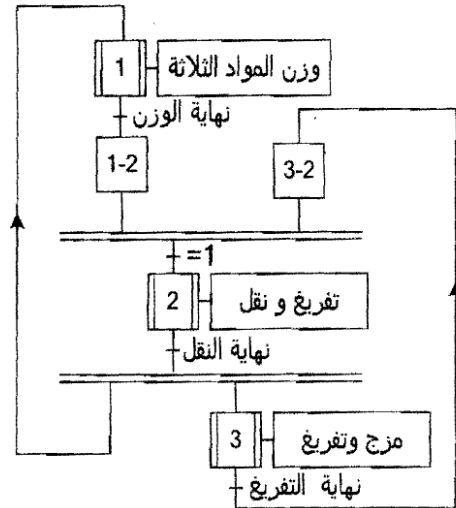 1
وزن المواد الثلاثة
نهاية الوزن
1-2
3-2
=1
2
تفريغ و نقل
نهاية النقل
3
مزج وتفريغ
نهاية التفريغ